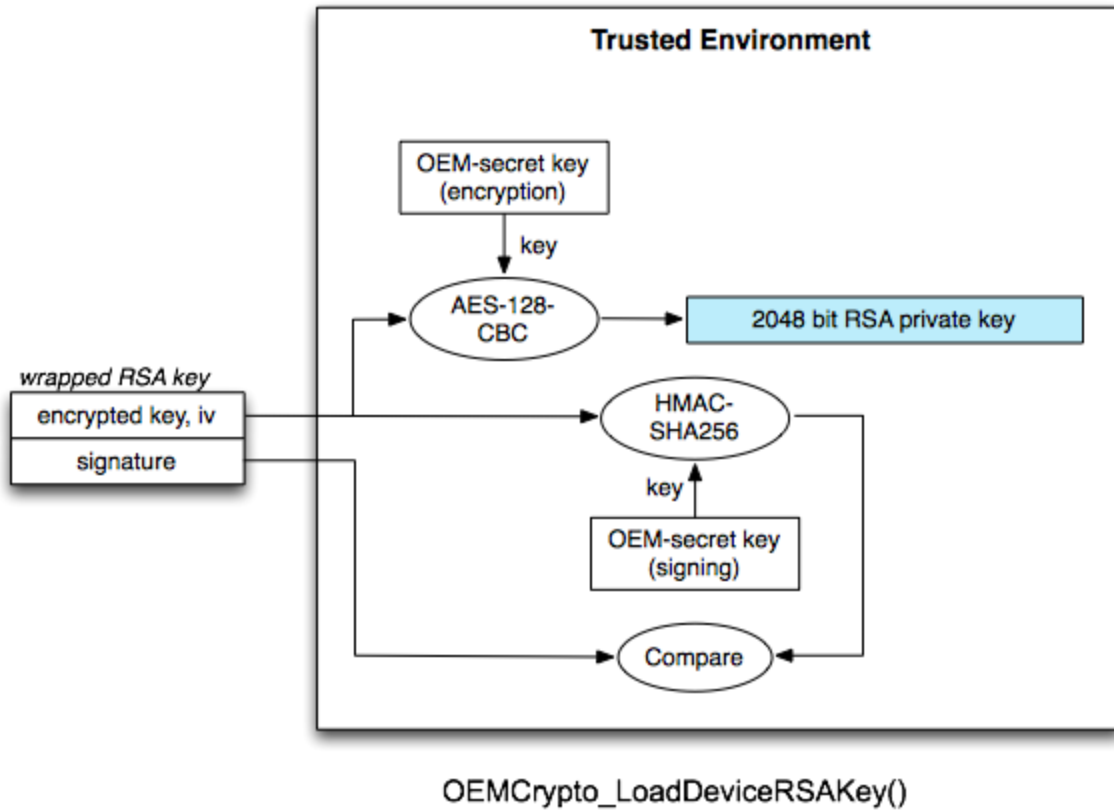 Trusted Environment
OEM-secret key
(encryption)
key
AES-128-
CBC
2048 bit RSA private key
wrapped RSA key
encrypted key, iv
signature
HMAC-
SHA256
key
OEM-secret key
(signing)
Compare
OEMCrypto_LoadDeviceRSAKey()